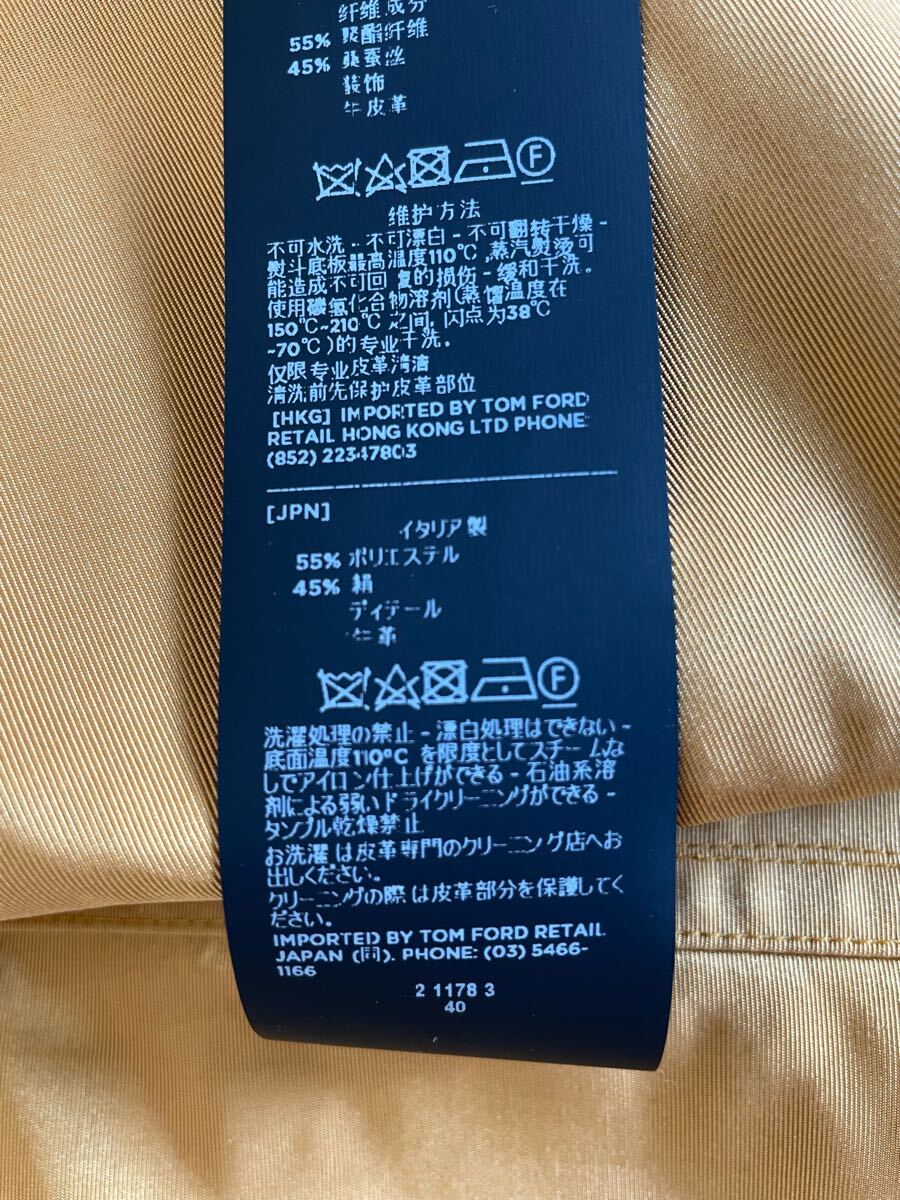 纤维成分
55% 聚酯纤维
45% 桑蚕丝
装饰
牛皮革
F
维护方法
不可水洗 - 不可漂白 - 不可翻转干燥 -
熨斗底板最高温度110°C ,蒸汽熨烫可
能造成不可回 复的损伤 - 缓和干洗。
使用碳氢化合物溶剂(蒸馏温度在
150°C~210°C 之间, 闪点为38°C
~70°C )的专业干洗。
仅限专业皮革清洁
清洗前先保护皮革部位
[HKG] IMPORTED BY TOM FORD
RETAIL HONG KONG LTD PHONE:
(852) 22347803
[JPN]
イタリア製
55% ポリエステル
45% 絹
ディテール
牛革
F
洗濯処理の禁止 - 漂白処理はできない -
底面温度110°C を限度としてスチームな
しでアイロン仕上げができる - 石油系溶
剤による弱いドライクリーニングができる -
タンブル乾燥禁止
お洗濯 は皮革専門のクリーニング店へお
出しください。
クリーニングの際 は皮革部分を保護してく
ださい。
IMPORTED BY TOM FORD RETAIL
JAPAN (同). PHONE: (03) 5466-
1166
2 1178 3
40